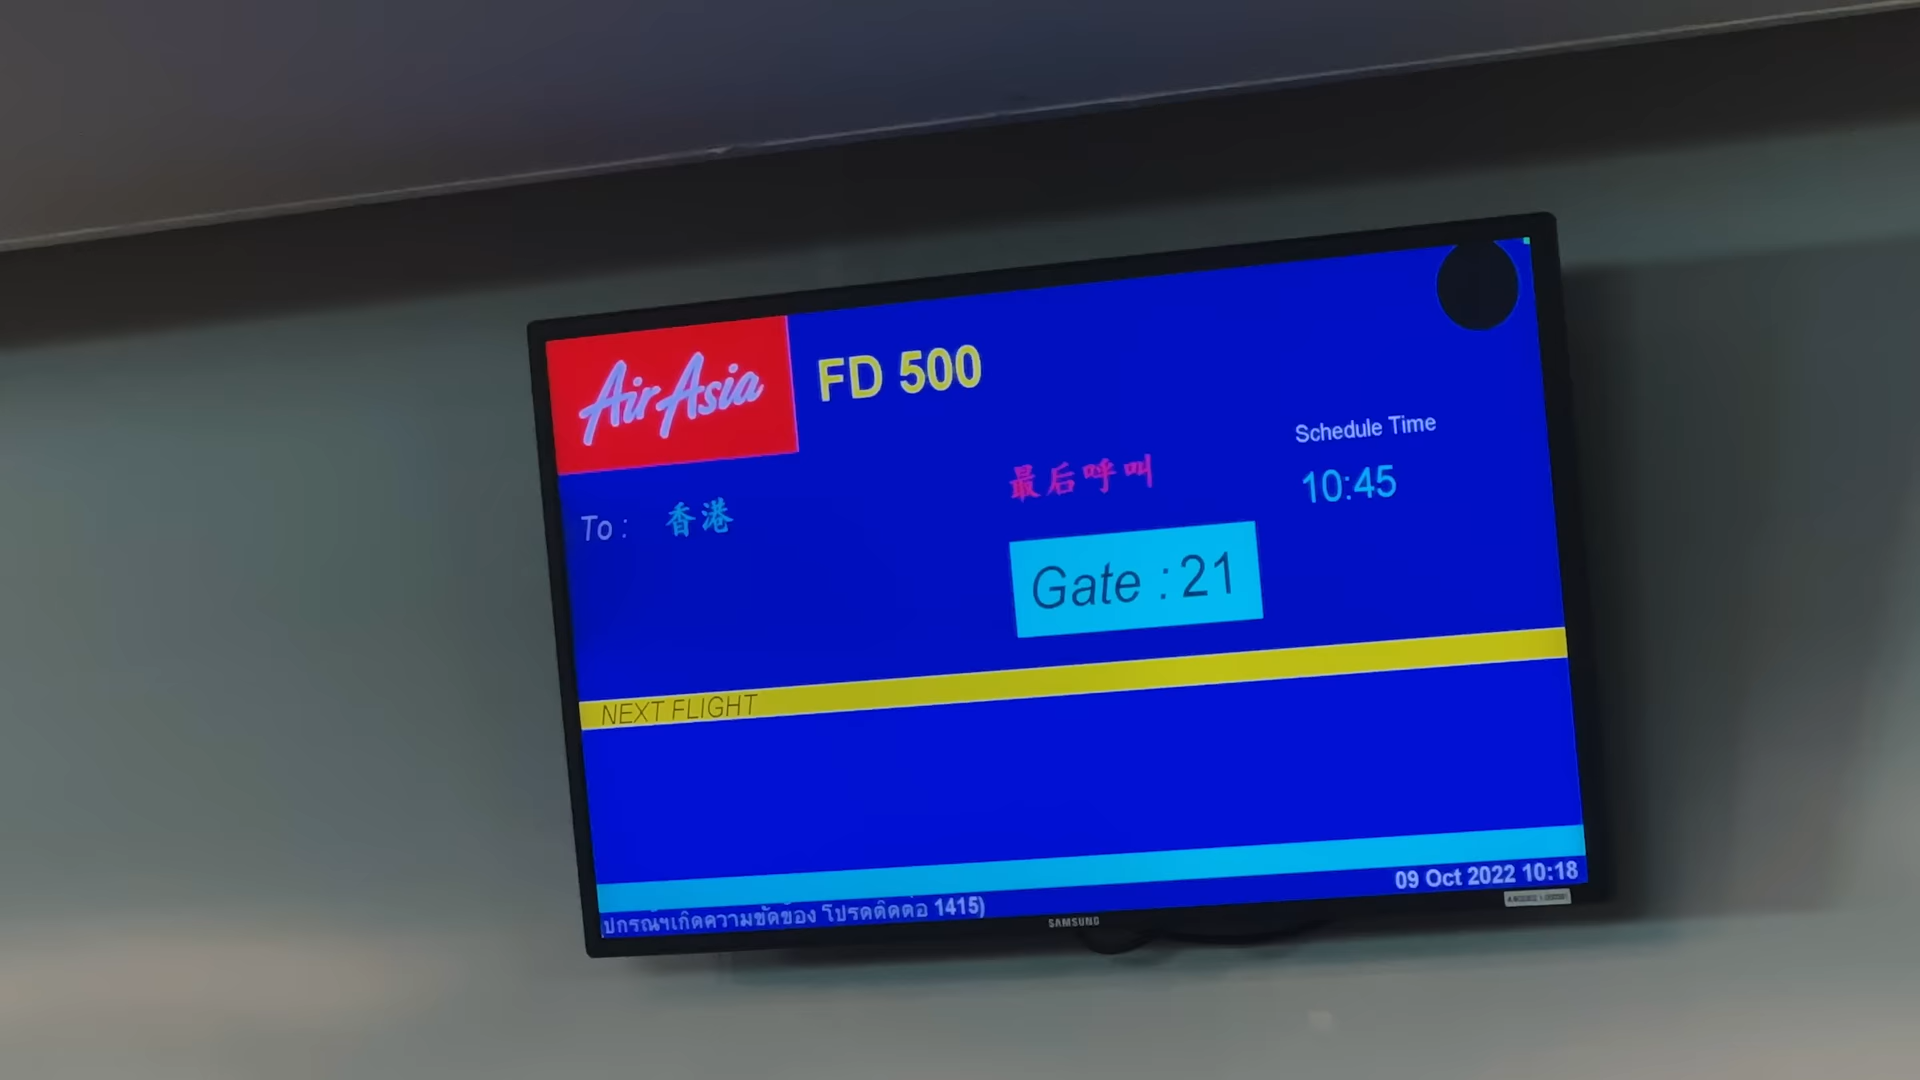 AirAsia
FD 500
Schedule Time
10:45
最后呼叫
To : 香港
Gate : 21
NEXT FLIGHT
09 Oct 2022 10:18
ปกรณ์ฯเกิดความขัดข้อง โปรดติดต่อ 1415)
SAMSUNG